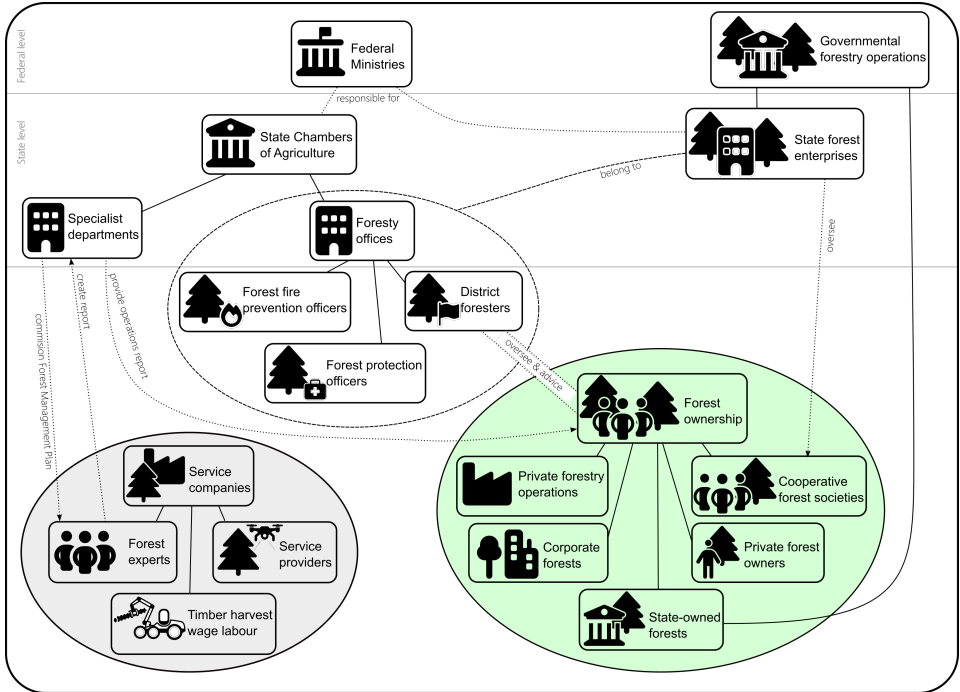 Federal level
Federal
Ministries
Governmental
forestry operations
responsible for
State level
State Chambers
of Agriculture
State forest
enterprises
belong to
Specialist
departments
Foresty
offices
oversee
commision Forest Management Plan
create report
provide operations report
Forest fire
prevention officers
District
foresters
Forest protection
officers
oversee & advice
Forest
ownership
Service
companies
Private forestry
operations
Cooperative
forest societies
Forest
experts
Service
providers
Corporate
forests
Private forest
owners
Timber harvest
wage labour
State-owned
forests